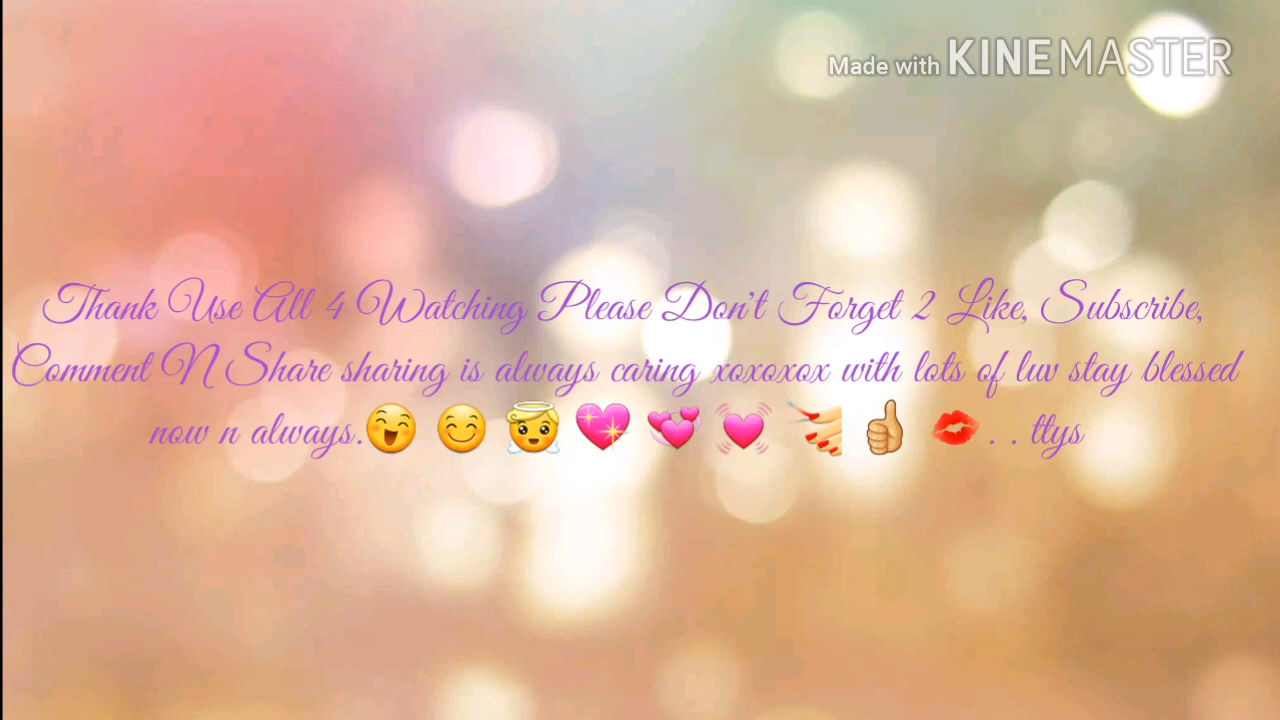 Made with KINEMASTER
Thank Use All 4 Watching Please Don't Forget 2 Like, Subscribe,
Comment N Share sharing is always caring xoxoxox with lots of luv stay blessed
now n always.😄 😊 😇 💖 💞 💓 💅 👍 💋 . . ttys